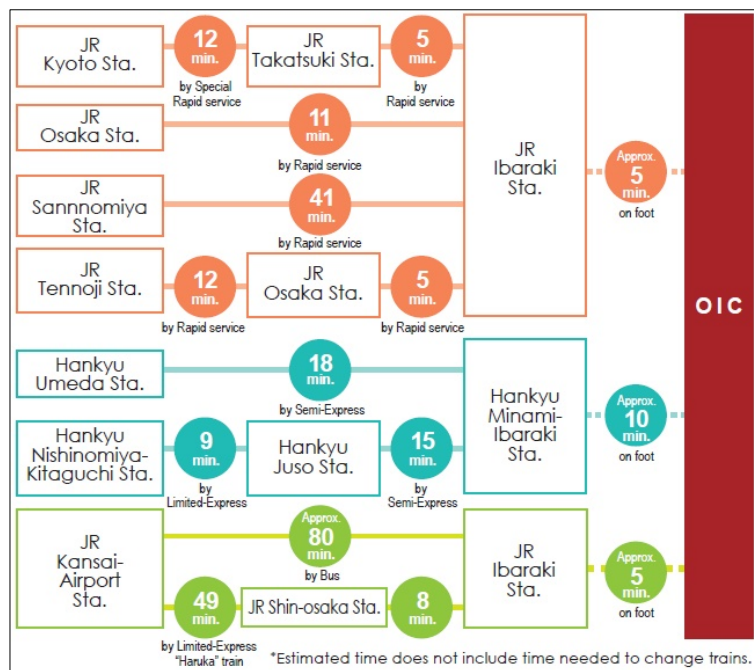 JR
Kyoto Sta.
12
min.
by Special
Rapid service
JR
Takatsuki Sta.
5
min.
by
Rapid service
JR
Osaka Sta.
11
min.
by Rapid service
JR
Sannnomiya
Sta.
41
min.
by Rapid service
JR
Tennoji Sta.
12
min.
by Rapid service
JR
Osaka Sta.
5
min.
by Rapid service
JR
Ibaraki
Sta.
Approx.
5
min.
on foot
OIC
Hankyu
Umeda Sta.
18
min.
by Semi-Express
Hankyu
Nishinomiya-
Kitaguchi Sta.
9
min.
by
Limited-Express
Hankyu
Juso Sta.
15
min.
by
Semi-Express
Hankyu
Minami-
Ibaraki
Sta.
Approx.
10
min.
on foot
JR
Kansai-
Airport
Sta.
Approx.
80
min.
by Bus
49
min.
by Limited-Express
"Haruka" train
JR Shin-osaka Sta.
8
min.
JR
Ibaraki
Sta.
Approx.
5
min.
on foot
*Estimated time does not include time needed to change trains.